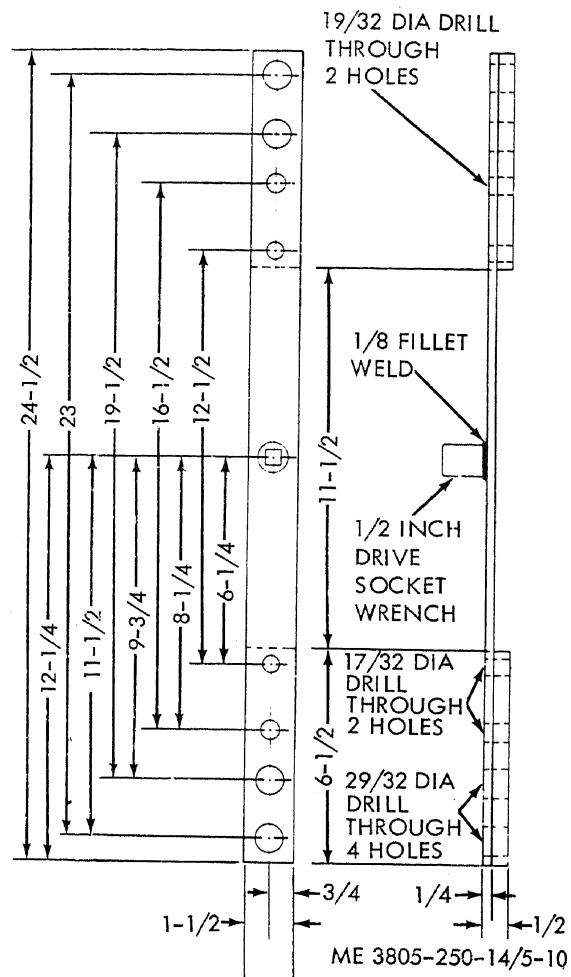 19/32 DIA DRILL
THROUGH
2 HOLES
24-1/2
23
19-1/2
16-1/2
12-1/2
1/8 FILLET
WELD
11-1/2
1/2 INCH
DRIVE
SOCKET
WRENCH
12-1/4
11-1/2
9-3/4
8-1/4
6-1/4
17/32 DIA
DRILL
THROUGH
2 HOLES
6-1/2
29/32 DIA
DRILL
THROUGH
4 HOLES
3/4
1/4
1-1/2
1/2
ME 3805-250-14/5-10